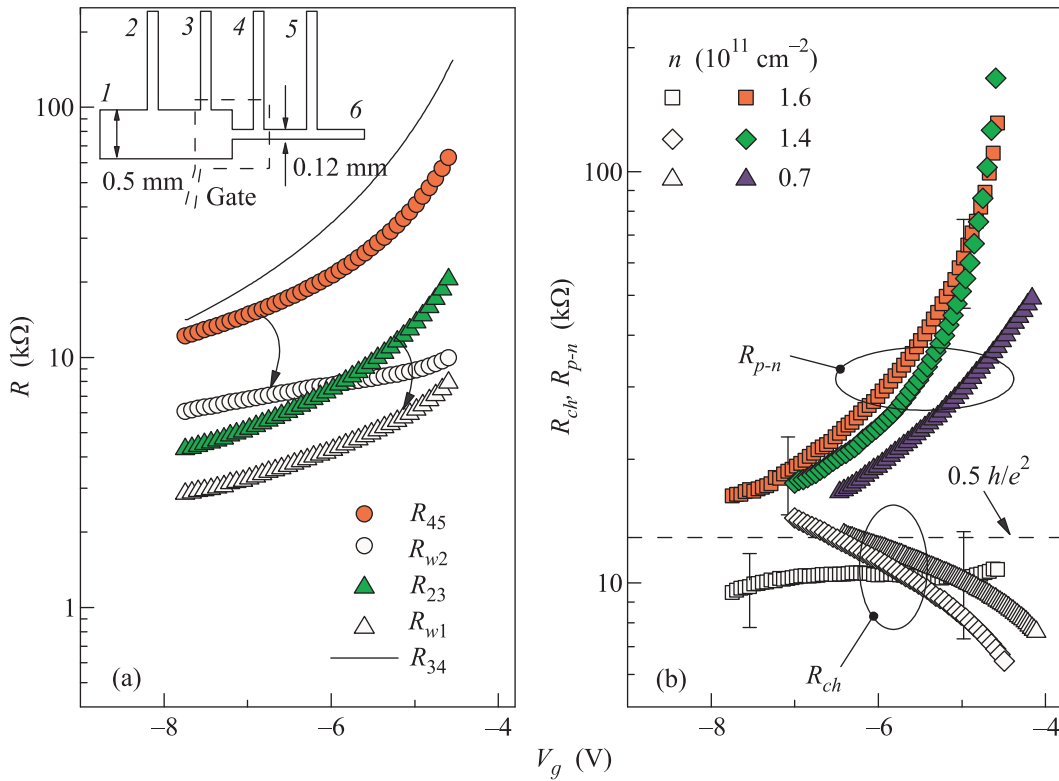 2 3 4 5
1
6
0.5 mm
0.12 mm
Gate
100
10
1
R (kΩ)
R45
Rw2
R23
Rw1
R34
(a)
−8 −6 −4
n (10^11 cm^−2)
1.6
1.4
0.7
100
10
Rch, Rp-n (kΩ)
Rp-n
0.5 h/e^2
Rch
(b)
−8 −6 −4
Vg (V)